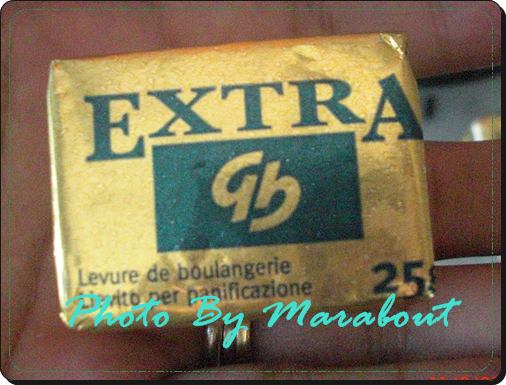 EXTRA
Gb
Levure de boulangerie
per panificazione
25g
Photo By Marabout